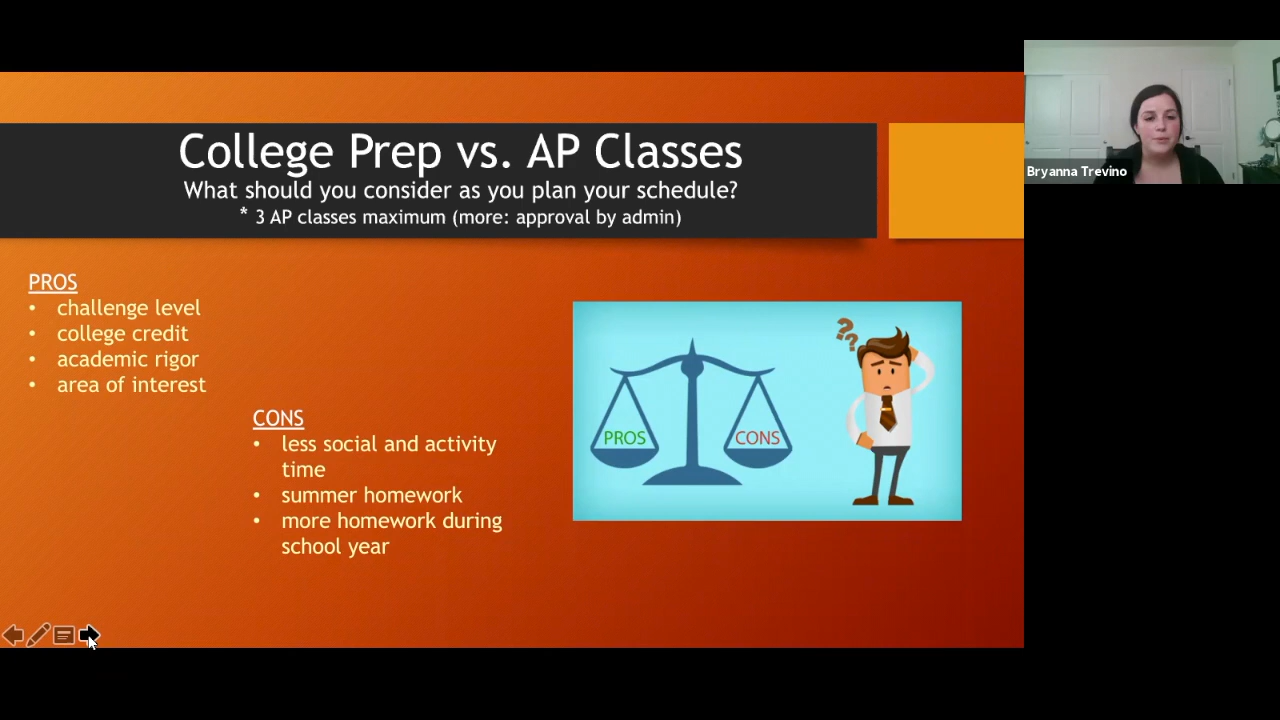 College Prep vs. AP Classes
What should you consider as you plan your schedule?
* 3 AP classes maximum (more: approval by admin)
Bryanna Trevino
PROS
• challenge level
• college credit
• academic rigor
• area of interest
CONS
• less social and activity
time
• summer homework
• more homework during
school year
??
PROS
CONS